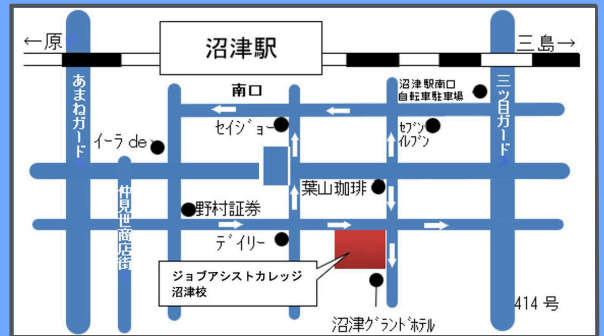 ←原
沼津駅
三島→
南口
沼津駅南口
自転車駐車場
あまねガード
三ツ目ガード
セイジョー
セブン
イレブン
イーラde
仲見世商店街
葉山珈琲
野村証券
デイリー
ジョブアシストカレッジ
沼津校
沼津グランドホテル
414号